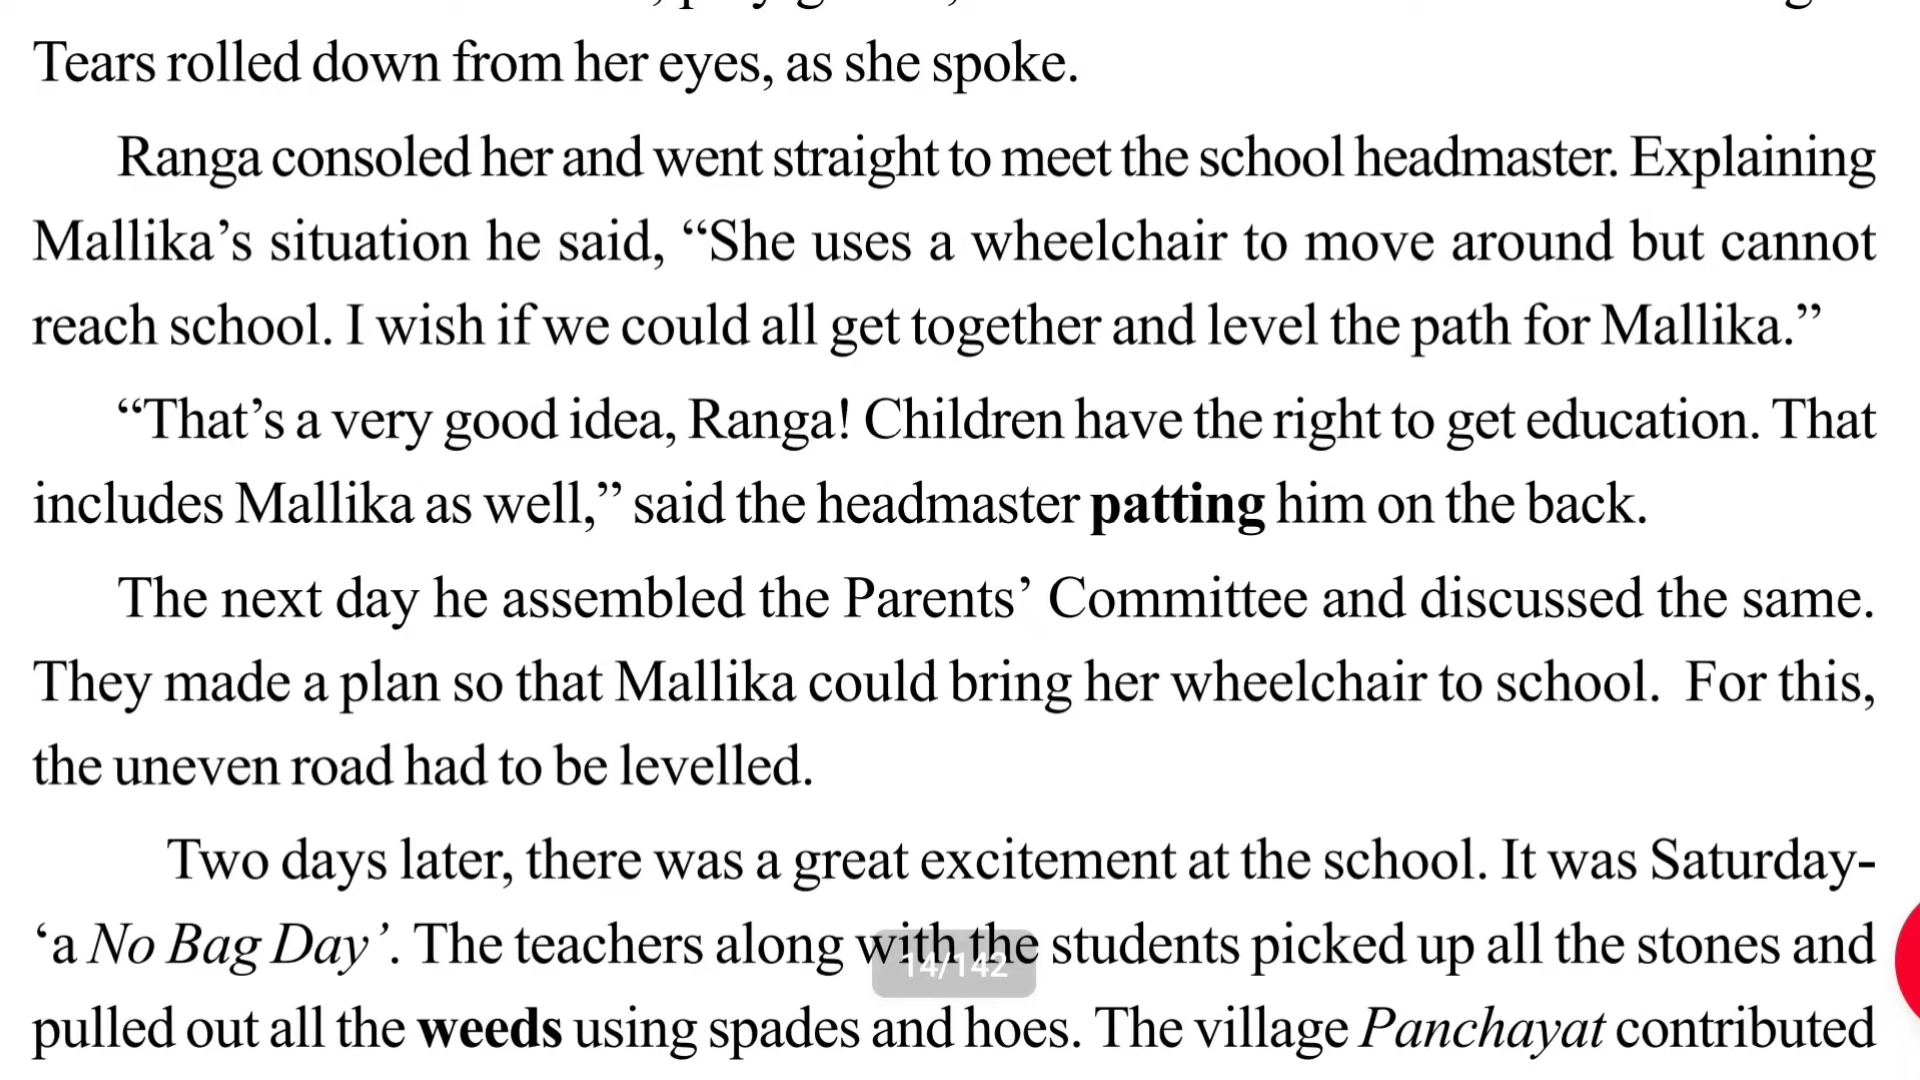 Tears rolled down from her eyes, as she spoke.
Ranga consoled her and went straight to meet the school headmaster. Explaining
Mallika’s situation he said, “She uses a wheelchair to move around but cannot
reach school. I wish if we could all get together and level the path for Mallika.”
“That’s a very good idea, Ranga! Children have the right to get education. That
includes Mallika as well,” said the headmaster patting him on the back.
The next day he assembled the Parents’ Committee and discussed the same.
They made a plan so that Mallika could bring her wheelchair to school. For this,
the uneven road had to be levelled.
Two days later, there was a great excitement at the school. It was Saturday-
‘a No Bag Day’. The teachers along with the students picked up all the stones and
14/142
pulled out all the weeds using spades and hoes. The village Panchayat contributed